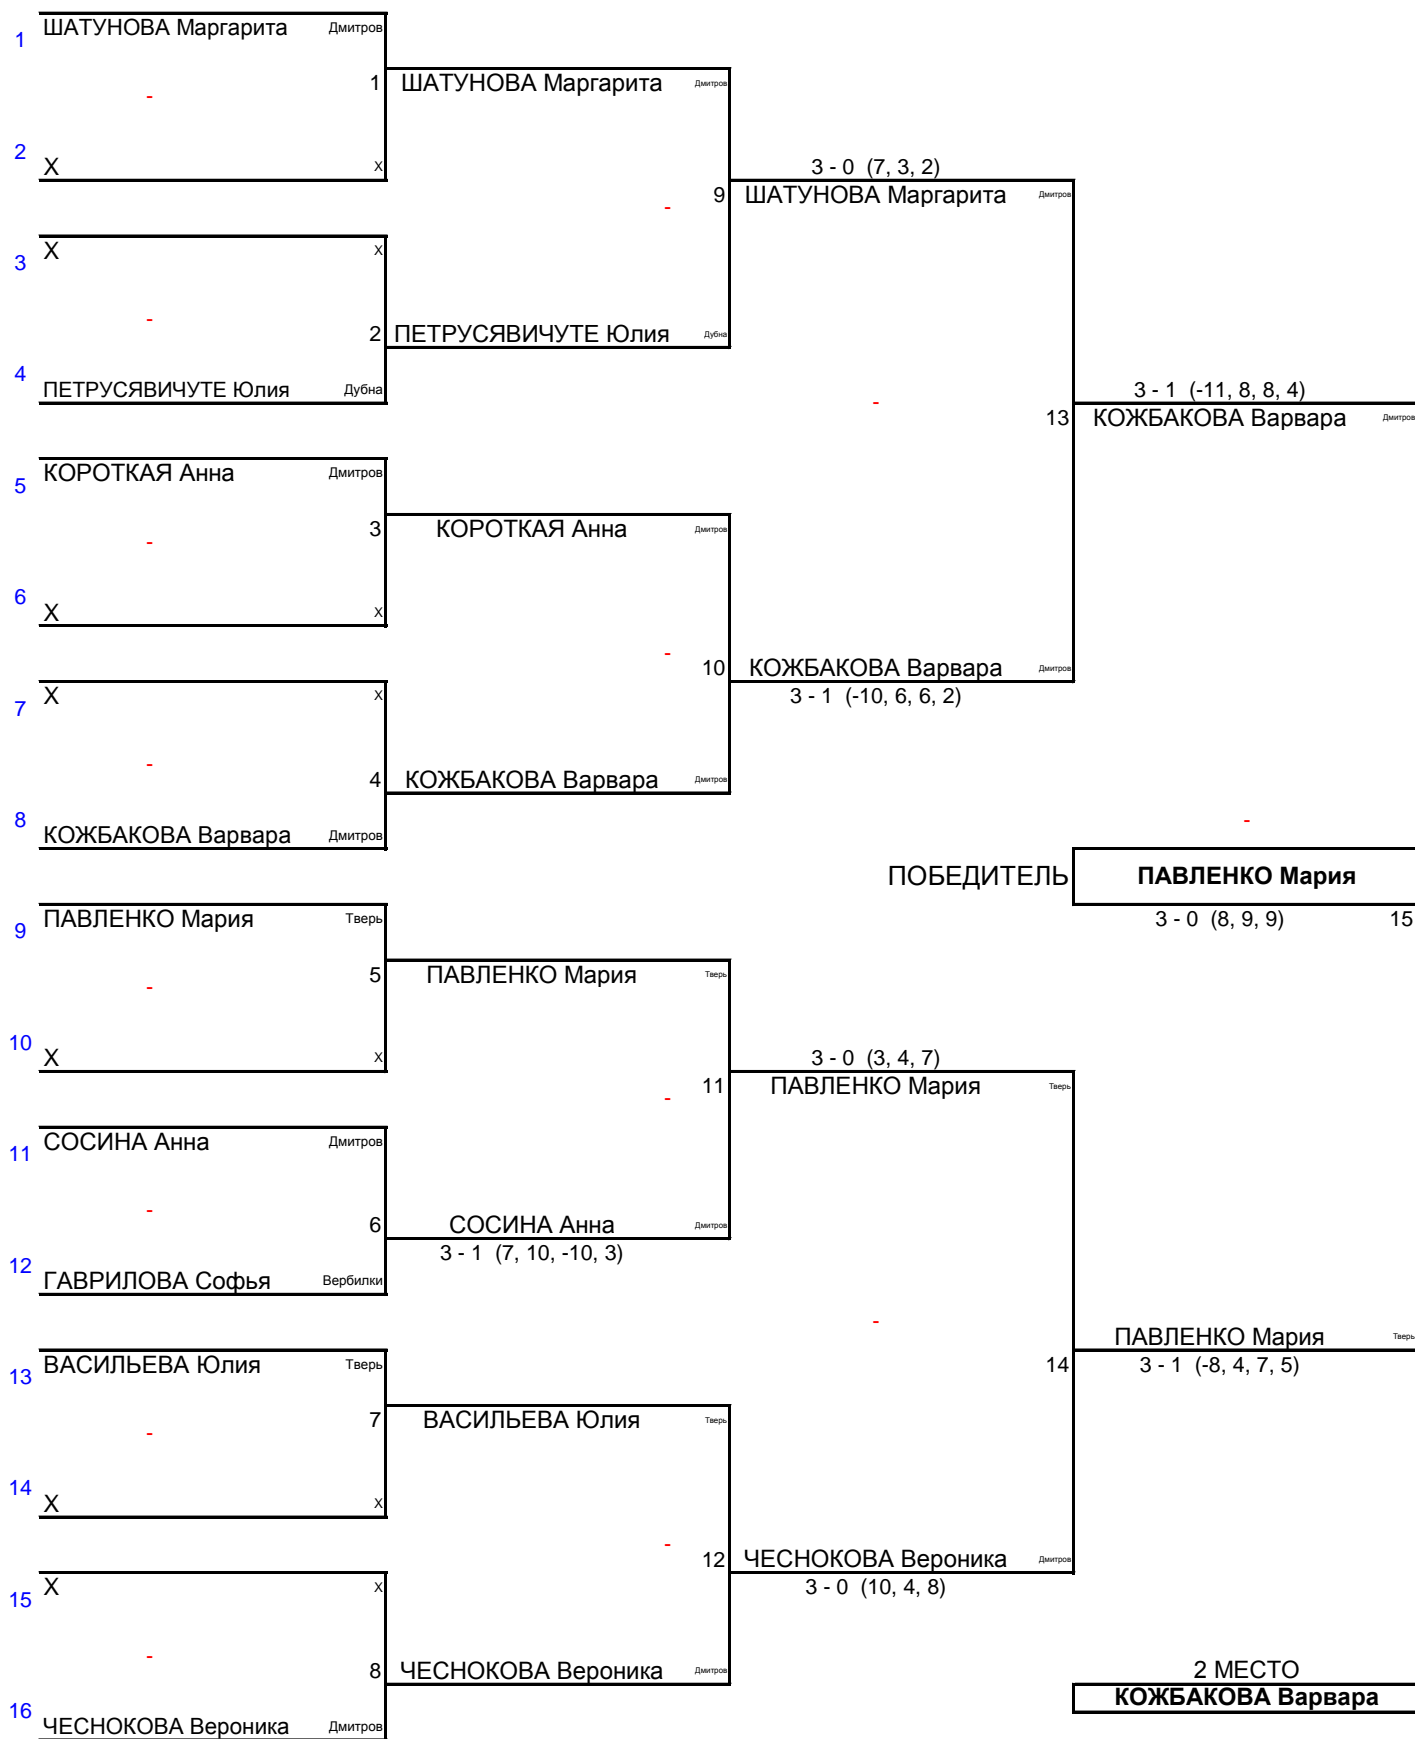 1 ШАТУНОВА Маргарита Дмитров
1 ШАТУНОВА Маргарита Дмитров
-
2 X X
3 - 0 (7, 3, 2)
9 ШАТУНОВА Маргарита Дмитров
-
3 X X
-
2 ПЕТРУСЯВИЧУТЕ Юлия Дубна
4 ПЕТРУСЯВИЧУТЕ Юлия Дубна
3 - 1 (-11, 8, 8, 4)
-
13 КОЖБАКОВА Варвара Дмитров
5 КОРОТКАЯ Анна Дмитров
3 КОРОТКАЯ Анна Дмитров
-
6 X X
-
10 КОЖБАКОВА Варвара Дмитров
3 - 1 (-10, 6, 6, 2)
7 X X
-
4 КОЖБАКОВА Варвара Дмитров
8 КОЖБАКОВА Варвара Дмитров
-
ПОБЕДИТЕЛЬ ПАВЛЕНКО Мария
3 - 0 (8, 9, 9) 15
9 ПАВЛЕНКО Мария Тверь
5 ПАВЛЕНКО Мария Тверь
-
10 X X
3 - 0 (3, 4, 7)
11 ПАВЛЕНКО Мария Тверь
-
11 СОСИНА Анна Дмитров
-
6 СОСИНА Анна Дмитров
3 - 1 (7, 10, -10, 3)
12 ГАВРИЛОВА Софья Вербилки
-
ПАВЛЕНКО Мария Тверь
14 3 - 1 (-8, 4, 7, 5)
13 ВАСИЛЬЕВА Юлия Тверь
7 ВАСИЛЬЕВА Юлия Тверь
-
14 X X
-
12 ЧЕСНОКОВА Вероника Дмитров
3 - 0 (10, 4, 8)
15 X X
-
8 ЧЕСНОКОВА Вероника Дмитров
2 МЕСТО
КОЖБАКОВА Варвара
16 ЧЕСНОКОВА Вероника Дмитров